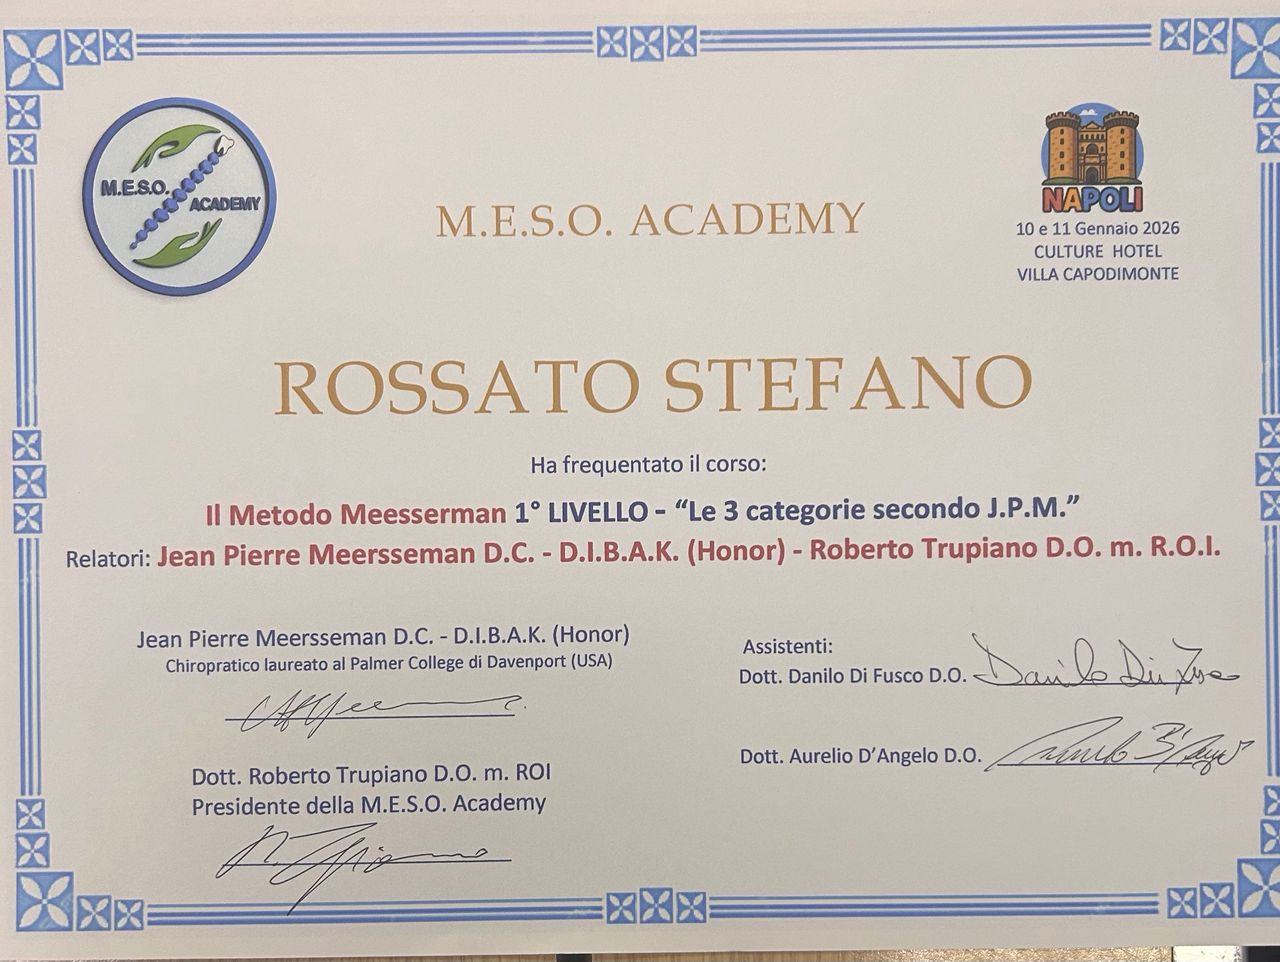 M.E.S.O.
ACADEMY
M.E.S.O. ACADEMY
NAPOLI
10 e 11 Gennaio 2026
CULTURE HOTEL
VILLA CAPODIMONTE
ROSSATO STEFANO
Ha frequentato il corso:
Il Metodo Meesserman 1° LIVELLO - “Le 3 categorie secondo J.P.M.”
Relatori: Jean Pierre Meersseman D.C. - D.I.B.A.K. (Honor) - Roberto Trupiano D.O. m. R.O.I.
Jean Pierre Meersseman D.C. - D.I.B.A.K. (Honor)
Chiropratico laureato al Palmer College di Davenport (USA)
Dott. Roberto Trupiano D.O. m. ROI
Presidente della M.E.S.O. Academy
Assistenti:
Dott. Danilo Di Fusco D.O. Danilo Di Fusco
Dott. Aurelio D’Angelo D.O.